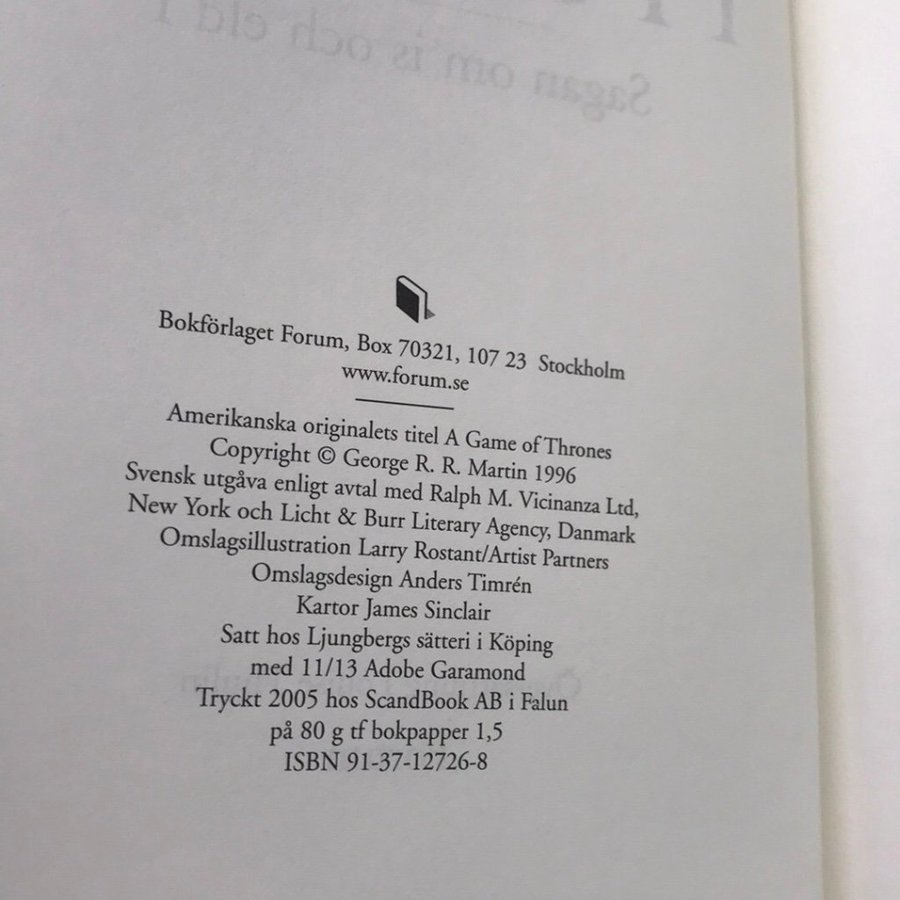 Sagan om is och eld I
Bokförlaget Forum, Box 70321, 107 23 Stockholm
www.forum.se
Amerikanska originalets titel A Game of Thrones
Copyright © George R. R. Martin 1996
Svensk utgåva enligt avtal med Ralph M. Vicinanza Ltd,
New York och Licht & Burr Literary Agency, Danmark
Omslagsillustration Larry Rostant/Artist Partners
Omslagsdesign Anders Timrén
Kartor James Sinclair
Satt hos Ljungbergs sätteri i Köping
med 11/13 Adobe Garamond
Tryckt 2005 hos ScandBook AB i Falun
på 80 g tf bokpapper 1,5
ISBN 91-37-12726-8